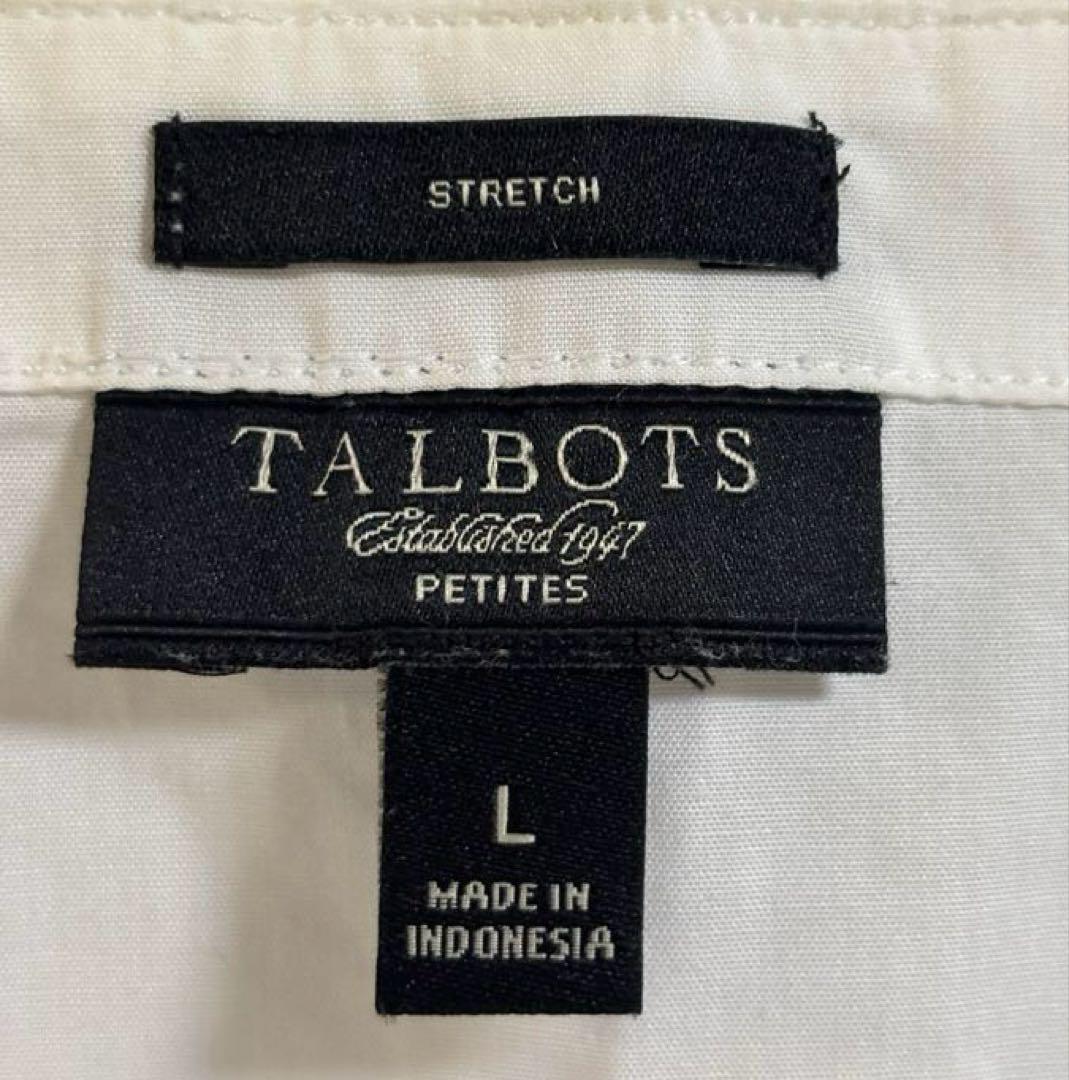 STRETCH
TALBOTS
Established 1947
PETITES
L
MADE IN
INDONESIA